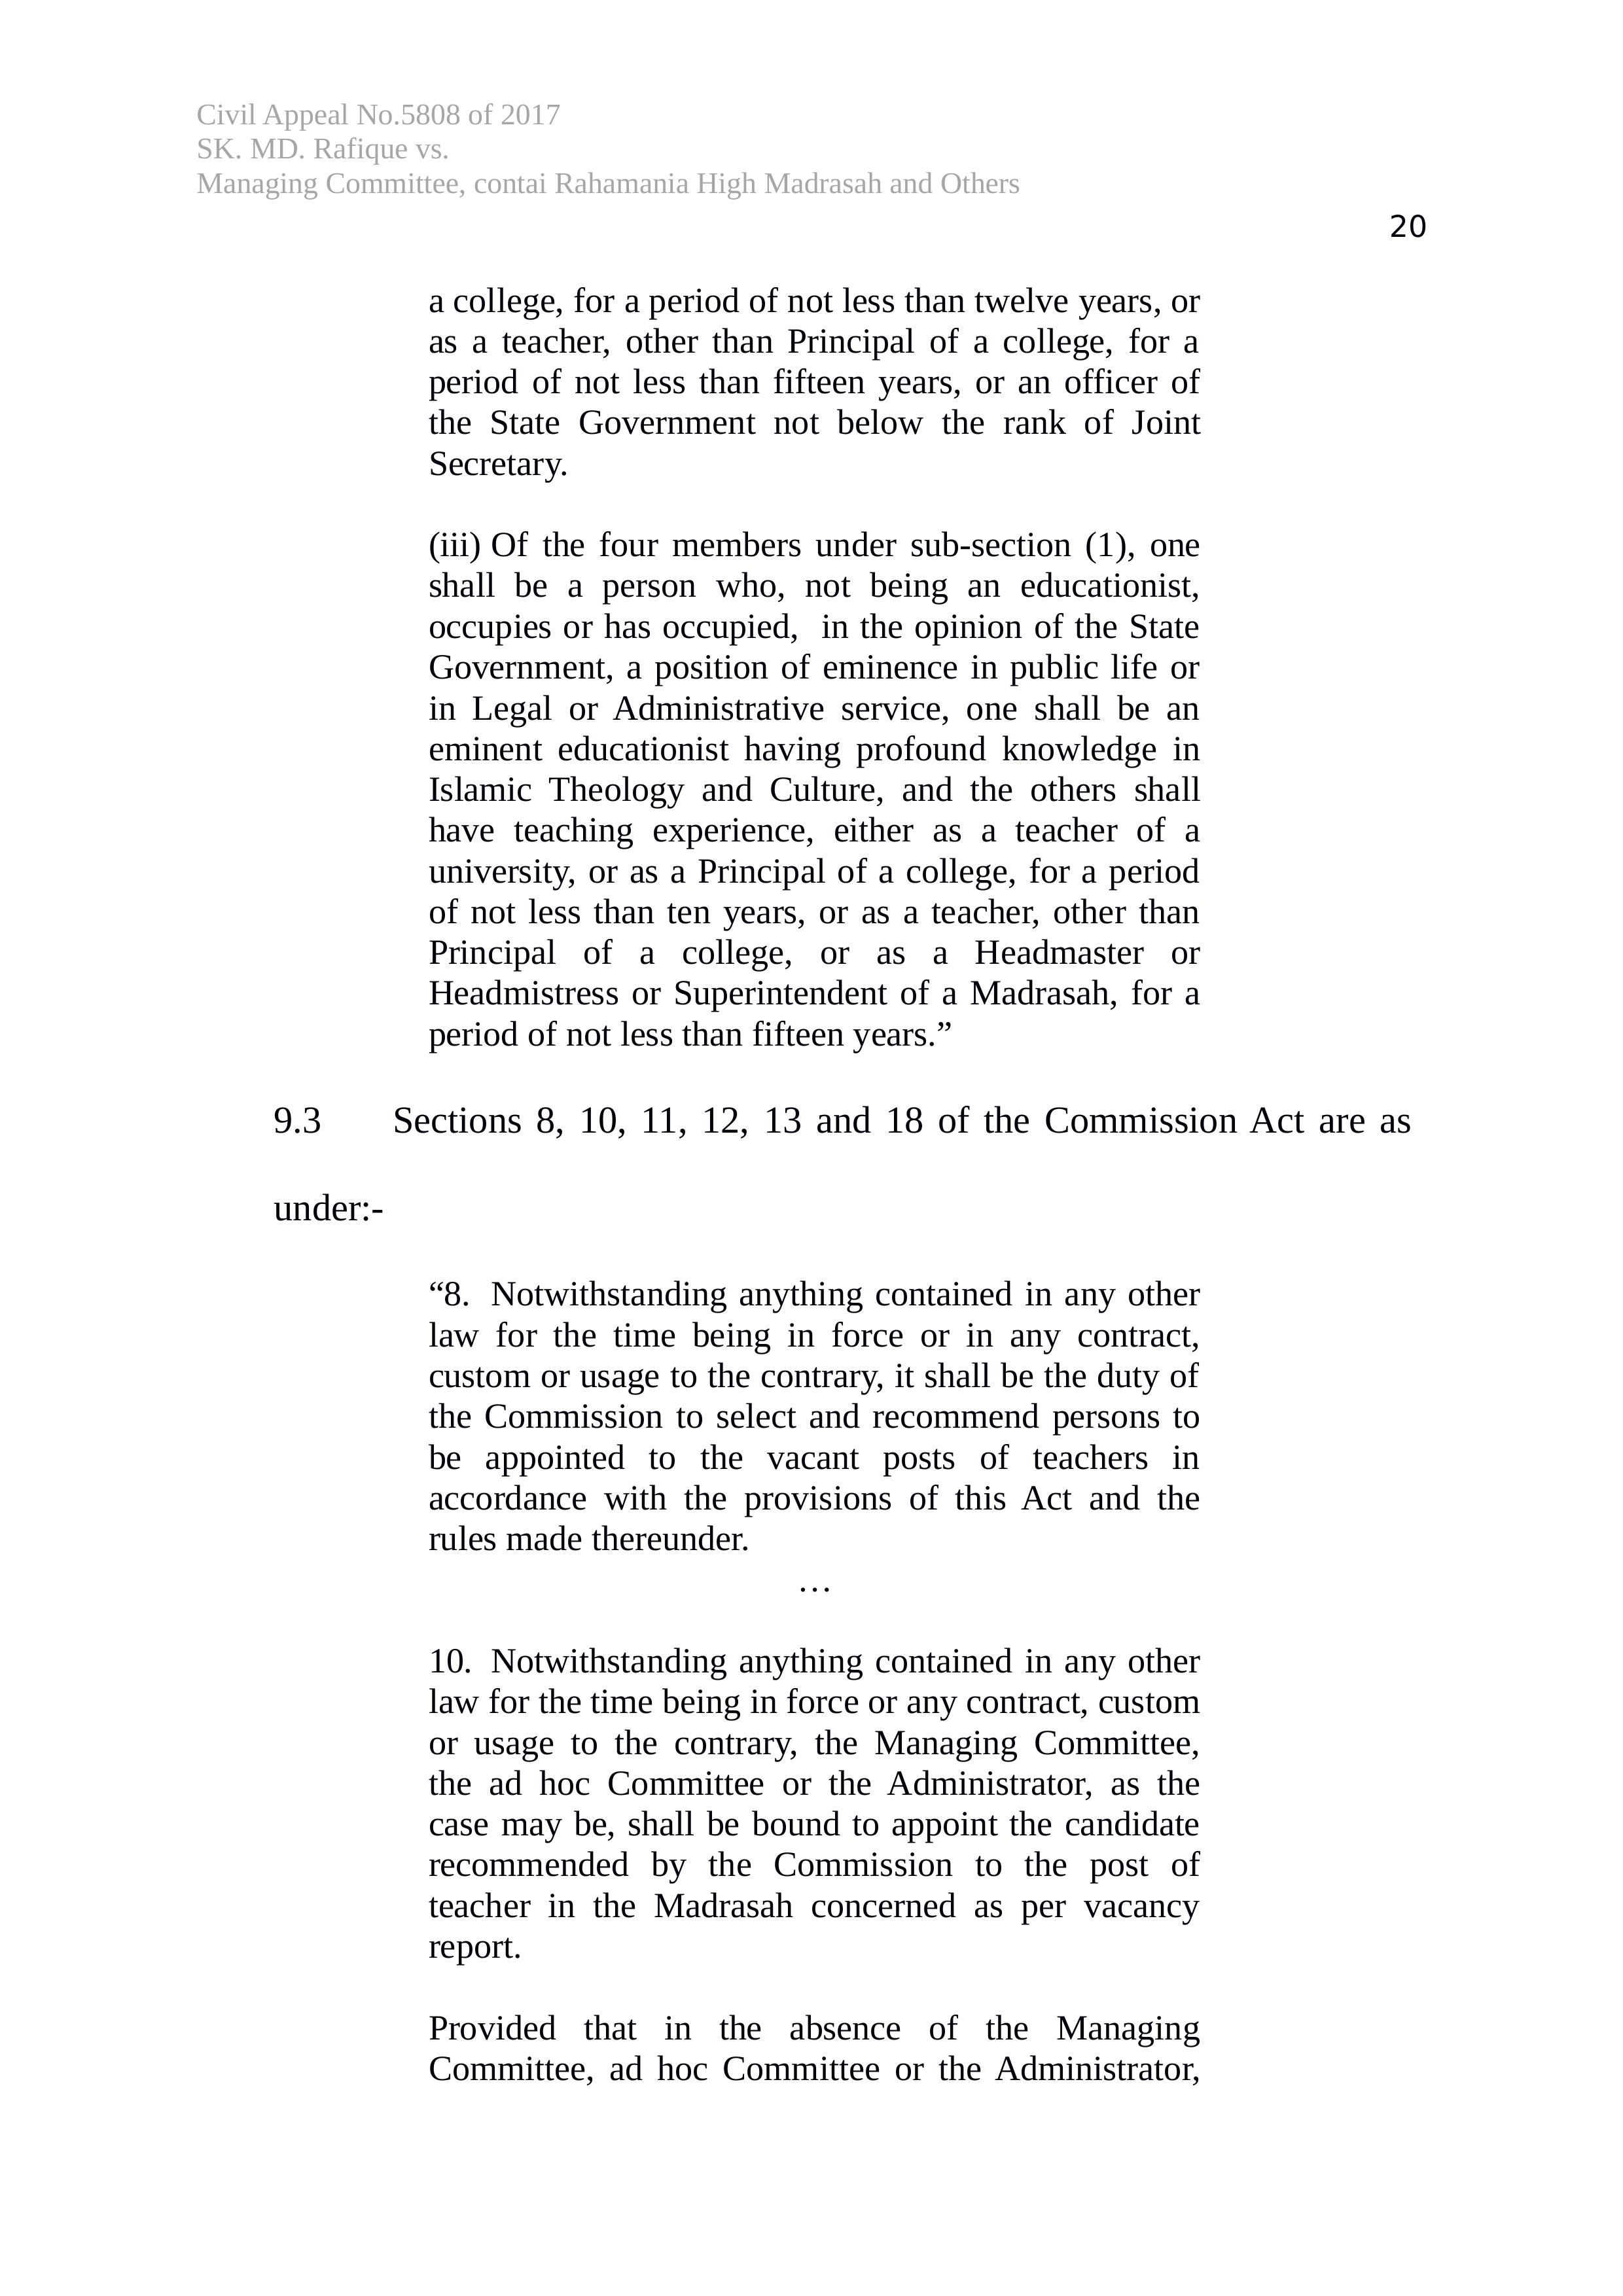 Civil Appeal No.5808 of 2017
SK. MD. Rafique vs.
Managing Committee, contai Rahamania High Madrasah and Others
20
a college, for a period of not less than twelve years, or
as a teacher, other than Principal of a college, for a
period of not less than fifteen years, or an officer of
the State Government not below the rank of Joint
Secretary.
(iii) Of the four members under sub-section (1), one
shall be a person who, not being an educationist,
occupies or has occupied,  in the opinion of the State
Government, a position of eminence in public life or
in Legal or Administrative service, one shall be an
eminent educationist having profound knowledge in
Islamic Theology and Culture, and the others shall
have teaching experience, either as a teacher of a
university, or as a Principal of a college, for a period
of not less than ten years, or as a teacher, other than
Principal of a college, or as a Headmaster or
Headmistress or Superintendent of a Madrasah, for a
period of not less than fifteen years.”
9.3 Sections 8, 10, 11, 12, 13 and 18 of the Commission Act are as
under:-
“8. Notwithstanding anything contained in any other
law for the time being in force or in any contract,
custom or usage to the contrary, it shall be the duty of
the Commission to select and recommend persons to
be appointed to the vacant posts of teachers in
accordance with the provisions of this Act and the
rules made thereunder.
…
10. Notwithstanding anything contained in any other
law for the time being in force or any contract, custom
or usage to the contrary, the Managing Committee,
the ad hoc Committee or the Administrator, as the
case may be, shall be bound to appoint the candidate
recommended by the Commission to the post of
teacher in the Madrasah concerned as per vacancy
report.
Provided that in the absence of the Managing
Committee, ad hoc Committee or the Administrator,